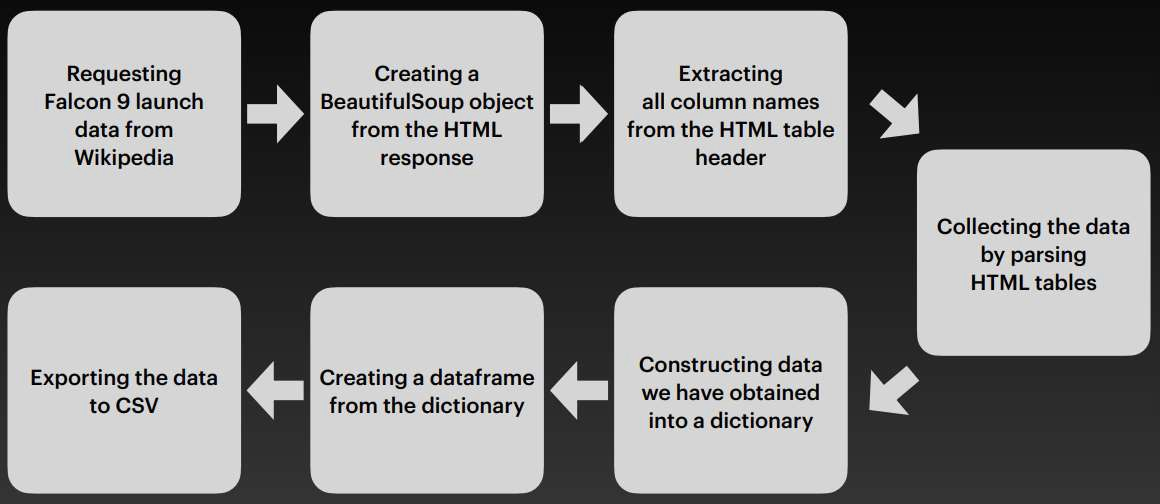 Requesting
Falcon 9 launch
data from
Wikipedia
Creating a
BeautifulSoup object
from the HTML
response
Extracting
all column names
from the HTML table
header
Collecting the data
by parsing
HTML tables
Constructing data
we have obtained
into a dictionary
Creating a dataframe
from the dictionary
Exporting the data
to CSV